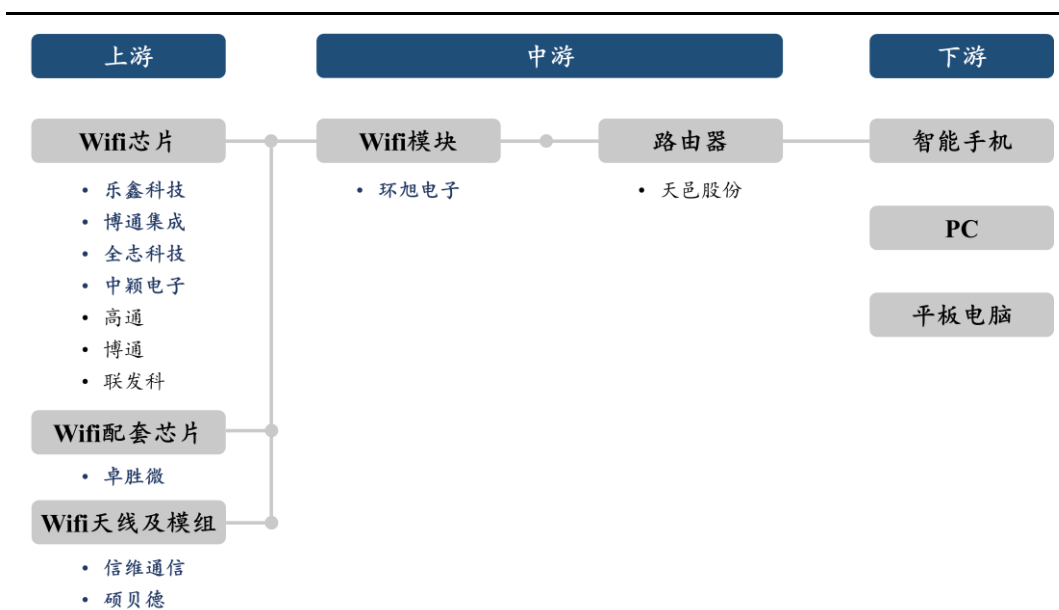 上游
中游
下游
Wifi芯片
Wifi模块
路由器
智能手机
• 乐鑫科技
• 环旭电子
• 天邑股份
• 博通集成
• 全志科技
• 中颖电子
• 高通
• 博通
• 联发科
PC
平板电脑
Wifi配套芯片
• 卓胜微
Wifi天线及模组
• 信维通信
• 硕贝德